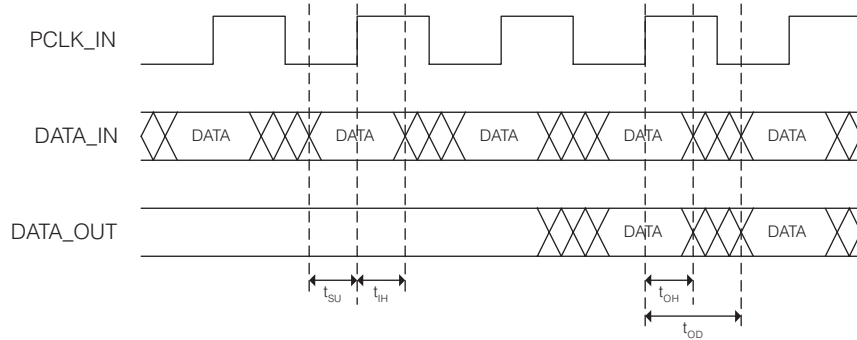 PCLK_IN
DATA_IN
DATA DATA DATA DATA DATA
DATA_OUT
DATA DATA
tSU tIH tOH
tOD